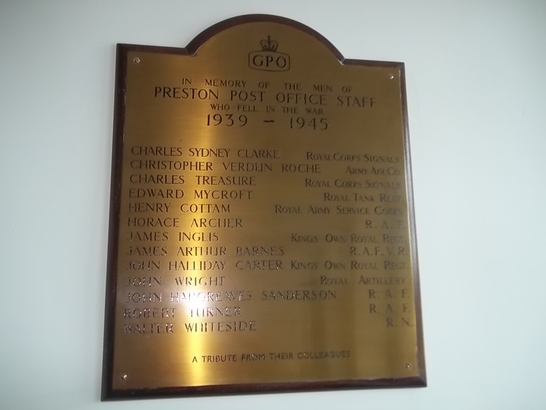 GPO
IN MEMORY OF THE MEN OF
PRESTON POST OFFICE STAFF
WHO FELL IN THE WAR
1939 – 1945
CHARLES SYDNEY CLARKE ROYAL CORPS SIGNALS
CHRISTOPHER VERDUN ROCHE ARMY AIR CO.
CHARLES TREASURE ROYAL CORPS SIGNALS
EDWARD MYCROFT ROYAL TANK REGT.
HENRY COTTAM ROYAL ARMY SERVICE CORPS
HORACE ARCHER R.A.F.
JAMES INGLIS KINGS OWN ROYAL REGT.
JAMES ARTHUR BARNES R.A.F.V.R.
JOHN HALLIDAY CARTER KINGS OWN ROYAL REGT.
JOHN WRIGHT ROYAL ARTILLERY
JOHN HARGREAVES SANDERSON R.A.F.
ROBERT TURNER R.A.F.
WALTER WHITESIDE R.N.
A TRIBUTE FROM THEIR COLLEAGUES